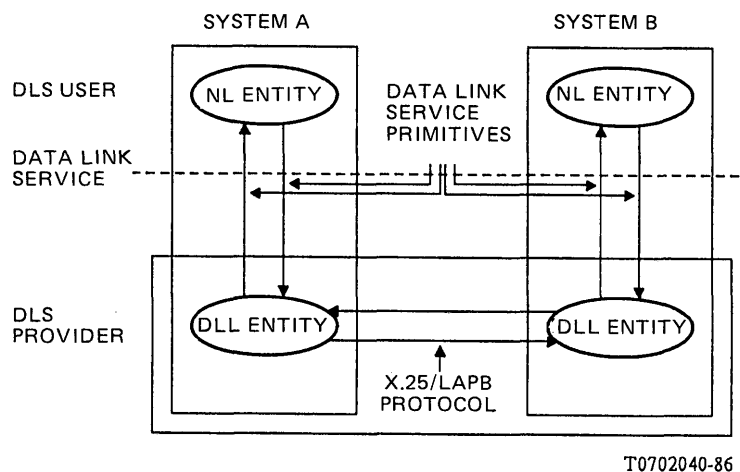 SYSTEM A
SYSTEM B
DLS USER
NL ENTITY
DATA LINK
SERVICE
PRIMITIVES
NL ENTITY
DATA LINK
SERVICE
DLS
PROVIDER
DLL ENTITY
DLL ENTITY
X.25/LAPB
PROTOCOL
T0702040-86